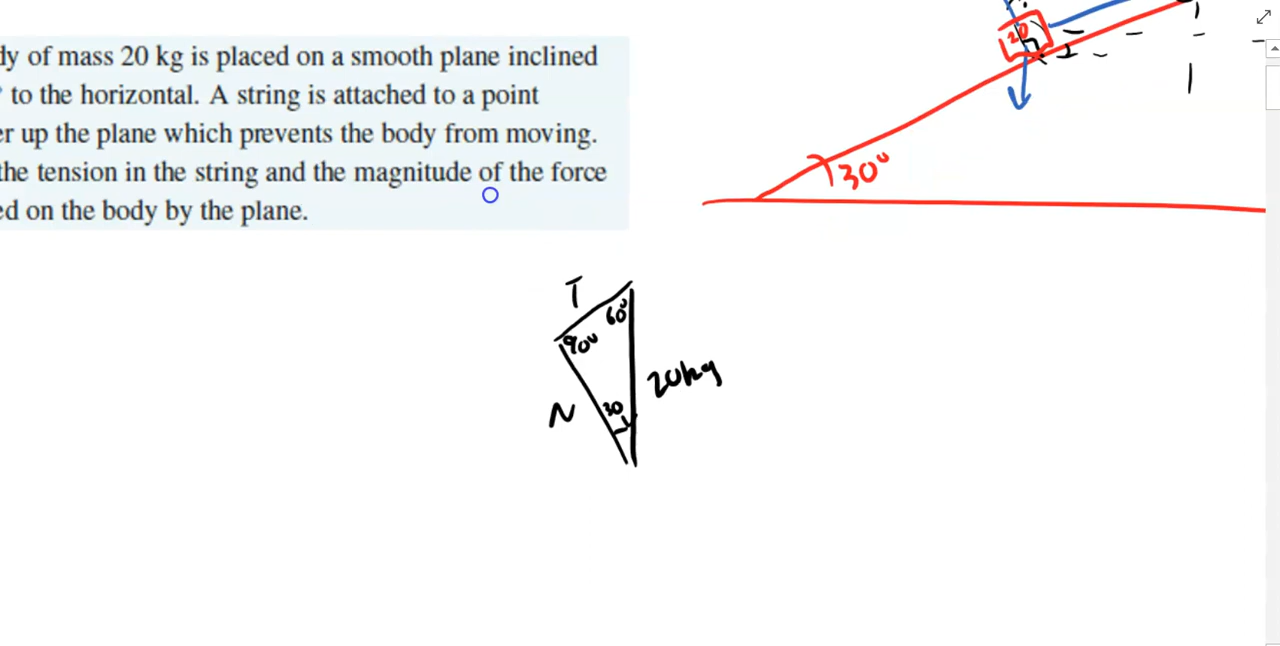 dy of mass 20 kg is placed on a smooth plane inclined
to the horizontal. A string is attached to a point
er up the plane which prevents the body from moving.
the tension in the string and the magnitude of the force
ed on the body by the plane.
20
30°
T
60°
90°
20kg
N
30